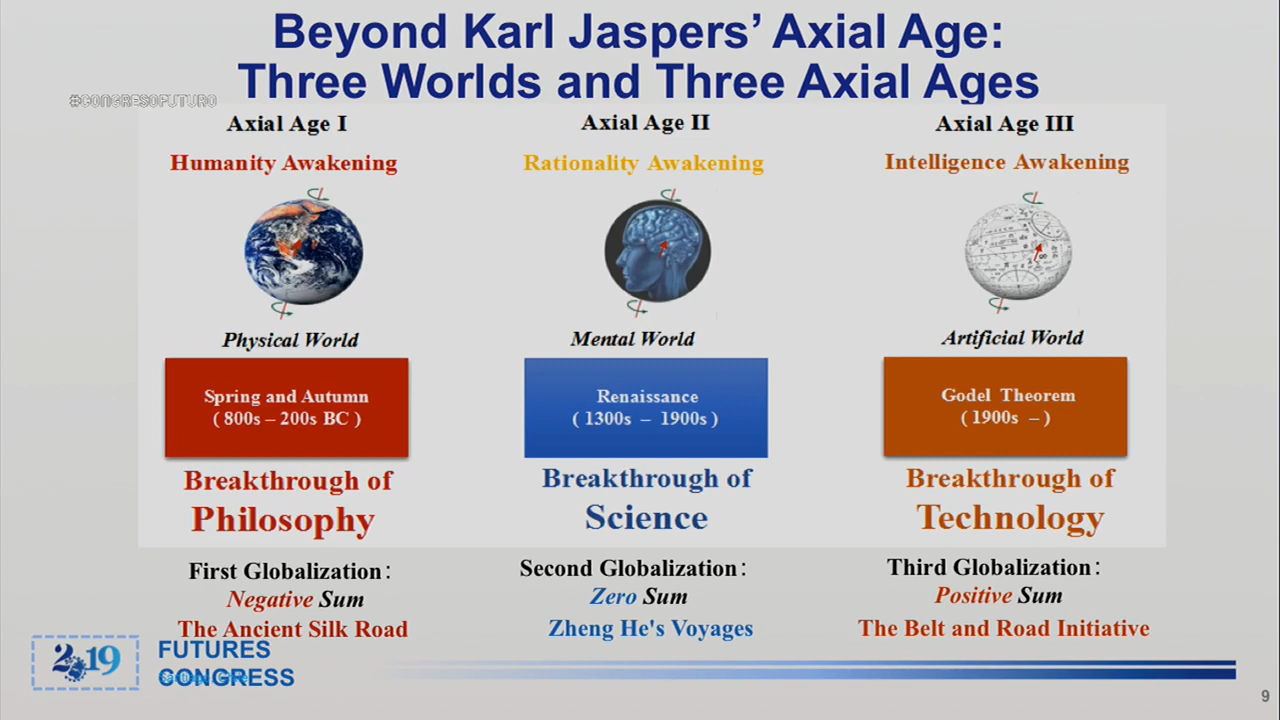 Beyond Karl Jaspers' Axial Age:
Three Worlds and Three Axial Ages
#CONGRESOFUTURO
Axial Age I
Humanity Awakening
Physical World
Spring and Autumn
( 800s – 200s BC )
Breakthrough of
Philosophy
First Globalization:
Negative Sum
The Ancient Silk Road
Axial Age II
Rationality Awakening
Mental World
Renaissance
( 1300s – 1900s )
Breakthrough of
Science
Second Globalization:
Zero Sum
Zheng He's Voyages
Axial Age III
Intelligence Awakening
Artificial World
Godel Theorem
( 1900s – )
Breakthrough of
Technology
Third Globalization:
Positive Sum
The Belt and Road Initiative
2019
FUTURES
CONGRESS
9